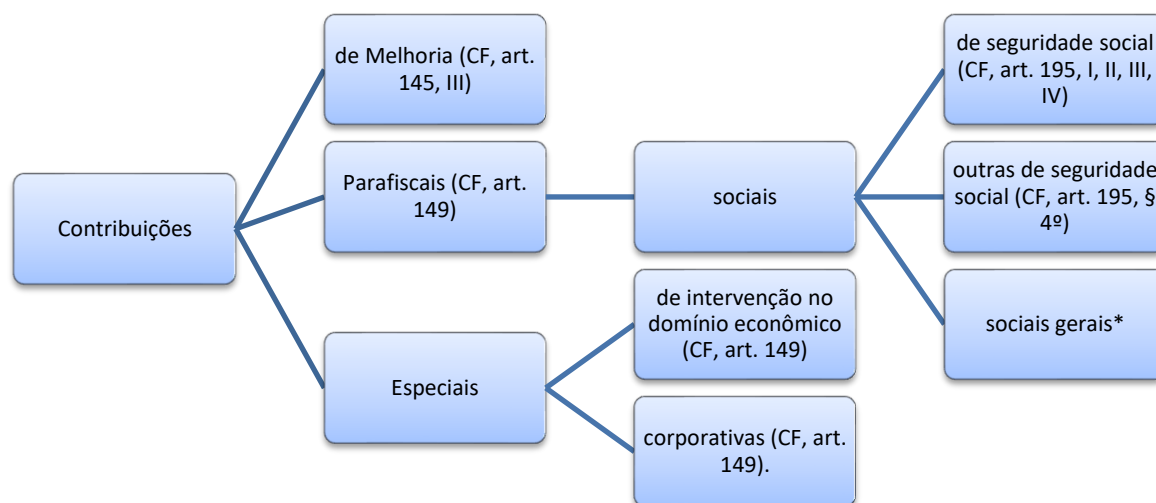 Contribuições
de Melhoria (CF, art.
145, III)
Parafiscais (CF, art.
149)
sociais
de seguridade social
(CF, art. 195, I, II, III,
IV)
outras de seguridade
social (CF, art. 195, §
4º)
sociais gerais*
Especiais
de intervenção no
domínio econômico
(CF, art. 149)
corporativas (CF, art.
149).